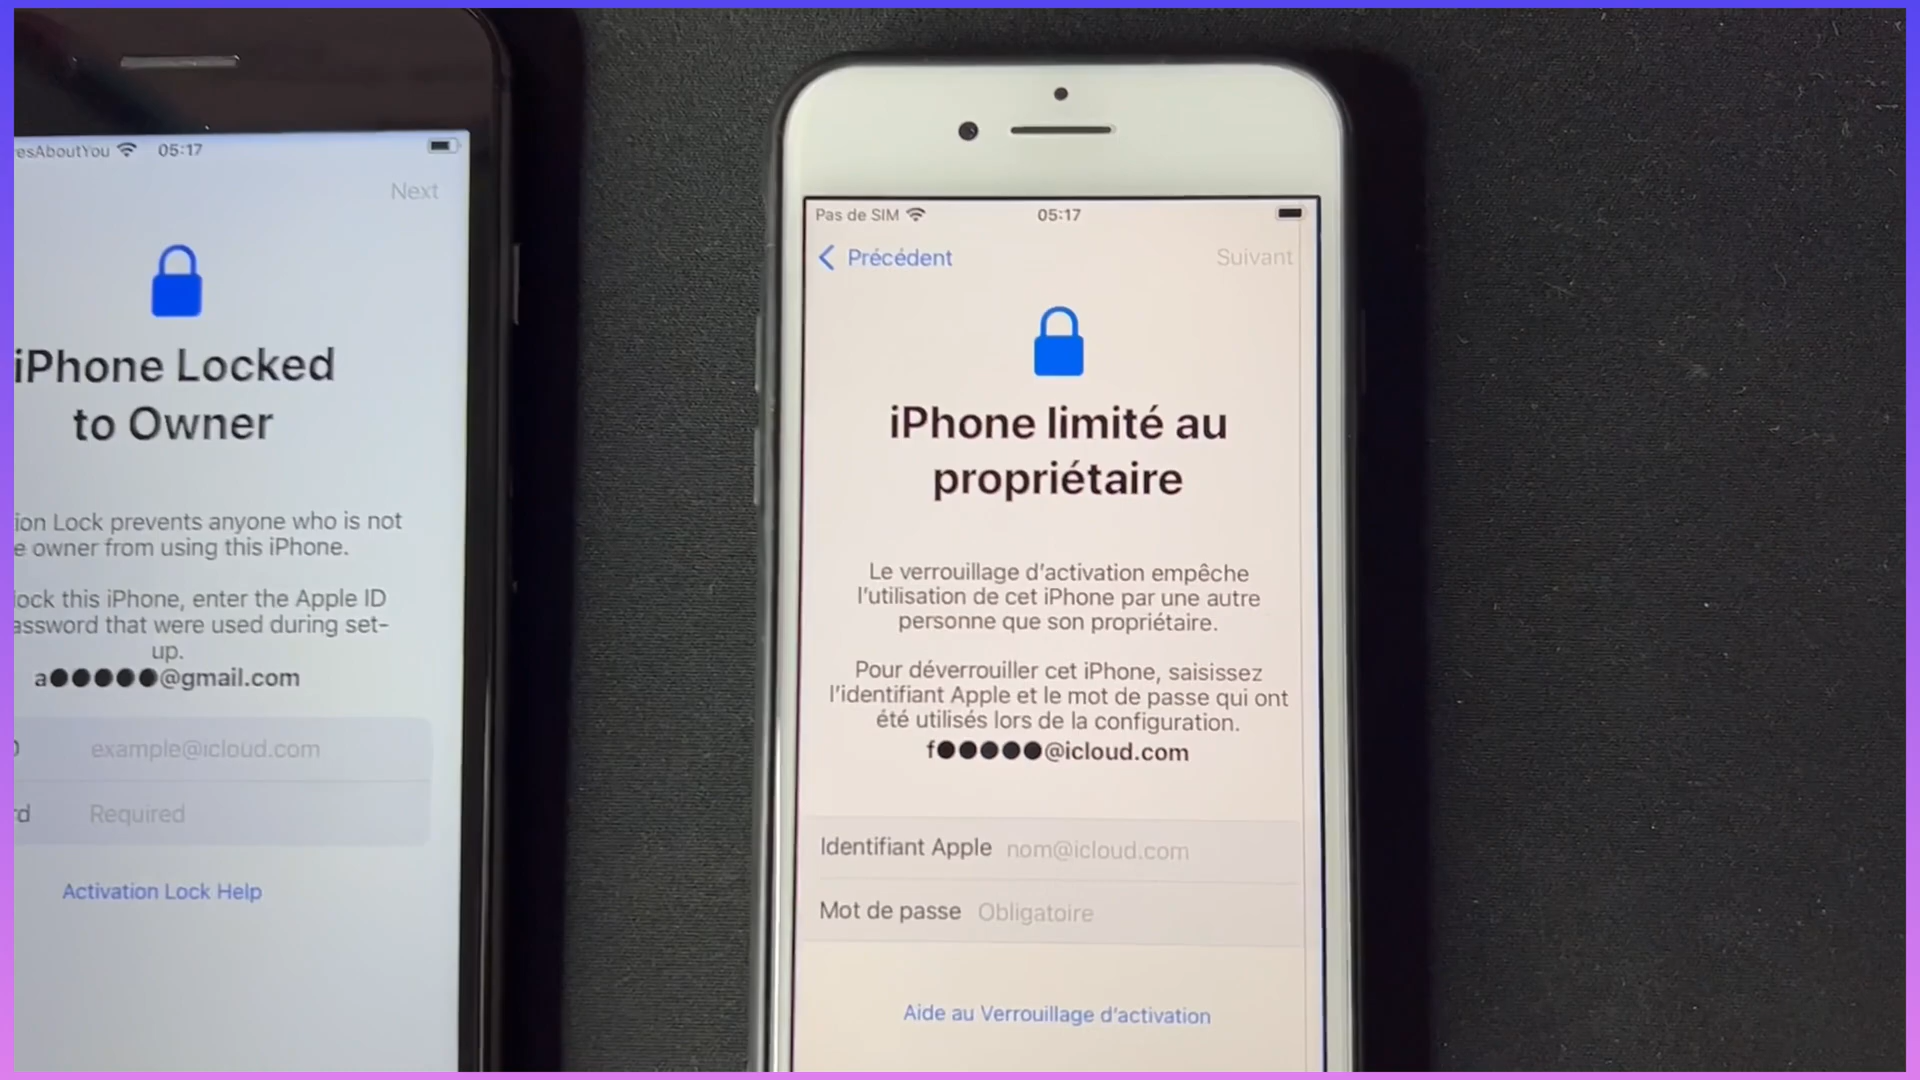 esAboutYou 05:17
Next
iPhone Locked
to Owner
ion Lock prevents anyone who is not
e owner from using this iPhone.
lock this iPhone, enter the Apple ID
assword that were used during set-
up.
a●●●●●@gmail.com
example@icloud.com
rd Required
Activation Lock Help
Pas de SIM 05:17
Précédent Suivant
iPhone limité au
propriétaire
Le verrouillage d’activation empêche
l’utilisation de cet iPhone par une autre
personne que son propriétaire.
Pour déverrouiller cet iPhone, saisissez
l’identifiant Apple et le mot de passe qui ont
été utilisés lors de la configuration.
f●●●●●@icloud.com
Identifiant Apple nom@icloud.com
Mot de passe Obligatoire
Aide au Verrouillage d’activation